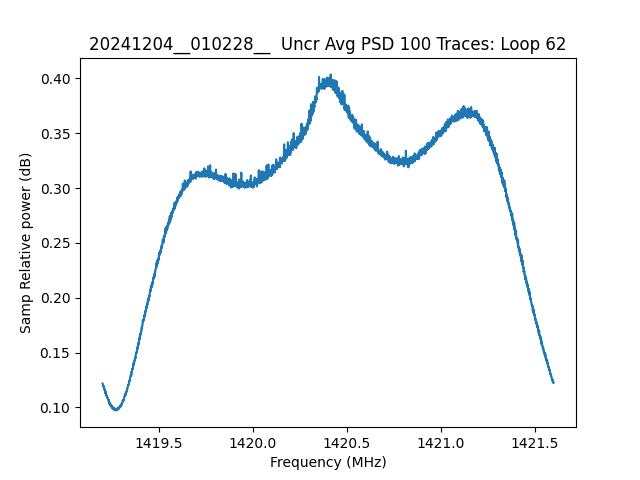 20241204__010228__ Uncr Avg PSD 100 Traces: Loop 62
0.40
0.35
0.30
0.25
0.20
0.15
0.10
Samp Relative power (dB)
1419.5 1420.0 1420.5 1421.0 1421.5
Frequency (MHz)